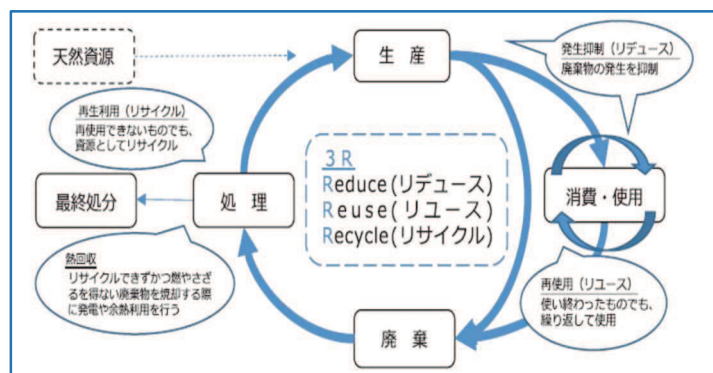 天然資源
生 産
発生抑制（リデュース）
廃棄物の発生を抑制
再生利用（リサイクル）
再使用できないものでも、
資源としてリサイクル
3R
Reduce(リデュース)
Reuse(リユース)
Recycle(リサイクル)
消費・使用
最終処分
処 理
熱回収
リサイクルできずかつ燃やさざ
るを得ない廃棄物を焼却する際
に発電や余熱利用を行う
再使用（リユース）
使い終わったものでも、
繰り返して使用
廃 棄